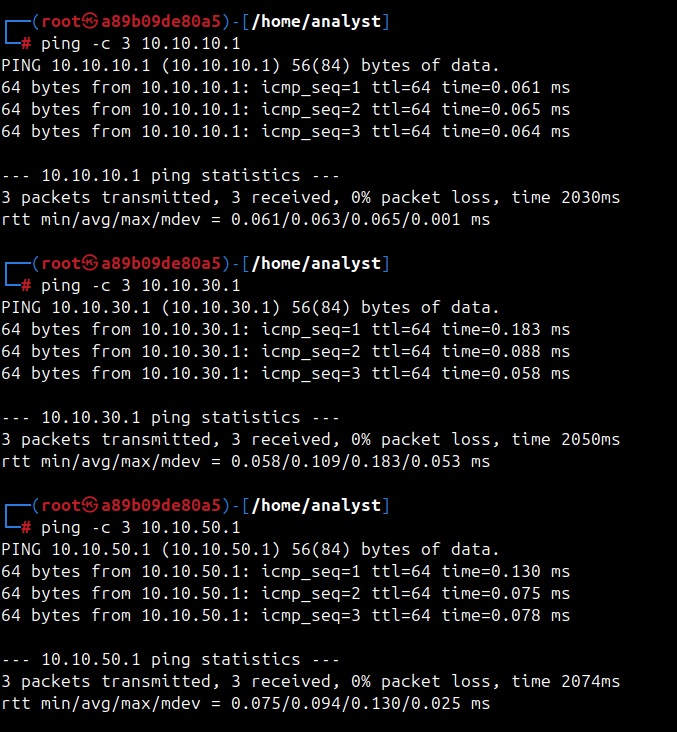 ┌──(root㉿a89b09de80a5)-[/home/analyst]
└─# ping -c 3 10.10.10.1
PING 10.10.10.1 (10.10.10.1) 56(84) bytes of data.
64 bytes from 10.10.10.1: icmp_seq=1 ttl=64 time=0.061 ms
64 bytes from 10.10.10.1: icmp_seq=2 ttl=64 time=0.065 ms
64 bytes from 10.10.10.1: icmp_seq=3 ttl=64 time=0.064 ms

--- 10.10.10.1 ping statistics ---
3 packets transmitted, 3 received, 0% packet loss, time 2030ms
rtt min/avg/max/mdev = 0.061/0.063/0.065/0.001 ms

┌──(root㉿a89b09de80a5)-[/home/analyst]
└─# ping -c 3 10.10.30.1
PING 10.10.30.1 (10.10.30.1) 56(84) bytes of data.
64 bytes from 10.10.30.1: icmp_seq=1 ttl=64 time=0.183 ms
64 bytes from 10.10.30.1: icmp_seq=2 ttl=64 time=0.088 ms
64 bytes from 10.10.30.1: icmp_seq=3 ttl=64 time=0.058 ms

--- 10.10.30.1 ping statistics ---
3 packets transmitted, 3 received, 0% packet loss, time 2050ms
rtt min/avg/max/mdev = 0.058/0.109/0.183/0.053 ms

┌──(root㉿a89b09de80a5)-[/home/analyst]
└─# ping -c 3 10.10.50.1
PING 10.10.50.1 (10.10.50.1) 56(84) bytes of data.
64 bytes from 10.10.50.1: icmp_seq=1 ttl=64 time=0.130 ms
64 bytes from 10.10.50.1: icmp_seq=2 ttl=64 time=0.075 ms
64 bytes from 10.10.50.1: icmp_seq=3 ttl=64 time=0.078 ms

--- 10.10.50.1 ping statistics ---
3 packets transmitted, 3 received, 0% packet loss, time 2074ms
rtt min/avg/max/mdev = 0.075/0.094/0.130/0.025 ms